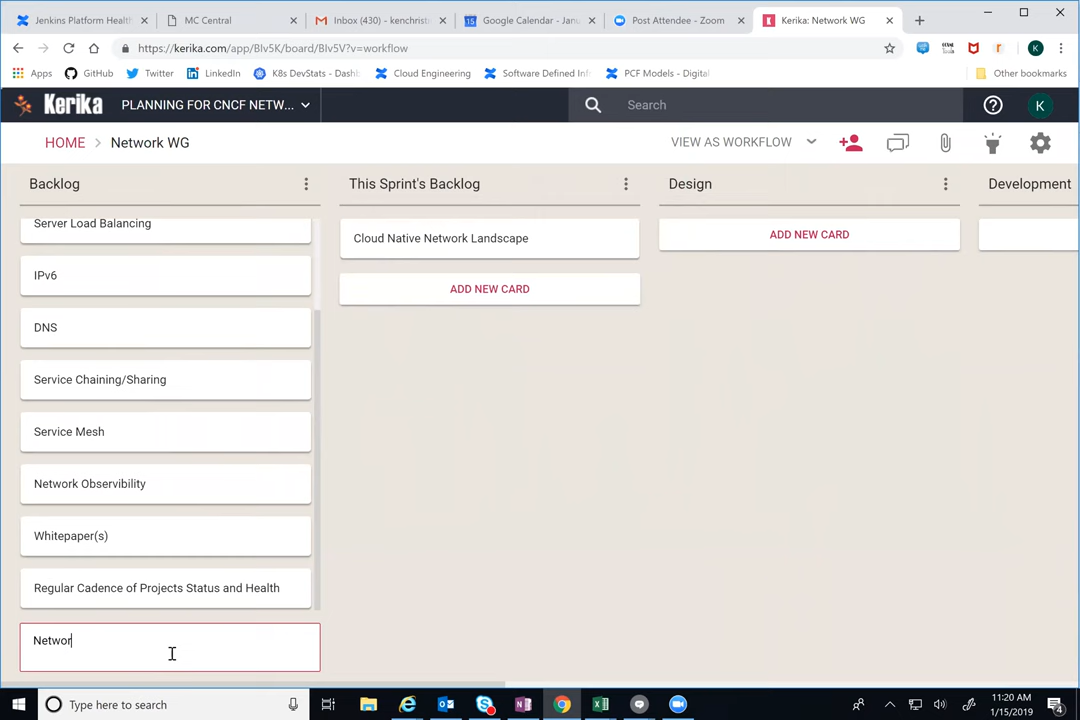 Jenkins Platform Health
MC Central
Inbox (430) - kenchrist
Google Calendar - Janu
Post Attendee - Zoom
Kerika: Network WG
https://kerika.com/app/BIv5K/board/BIv5V?v=workflow
Apps
GitHub
Twitter
LinkedIn
K8s DevStats - Dashb
Cloud Engineering
Software Defined Inf
PCF Models - Digital
Other bookmarks
Kerika
PLANNING FOR CNCF NETW...
Search
K
HOME > Network WG
VIEW AS WORKFLOW
Backlog
This Sprint's Backlog
Design
Development
Server Load Balancing
Cloud Native Network Landscape
ADD NEW CARD
IPv6
ADD NEW CARD
DNS
Service Chaining/Sharing
Service Mesh
Network Observibility
Whitepaper(s)
Regular Cadence of Projects Status and Health
Networ
Type here to search
11:20 AM
1/15/2019
4